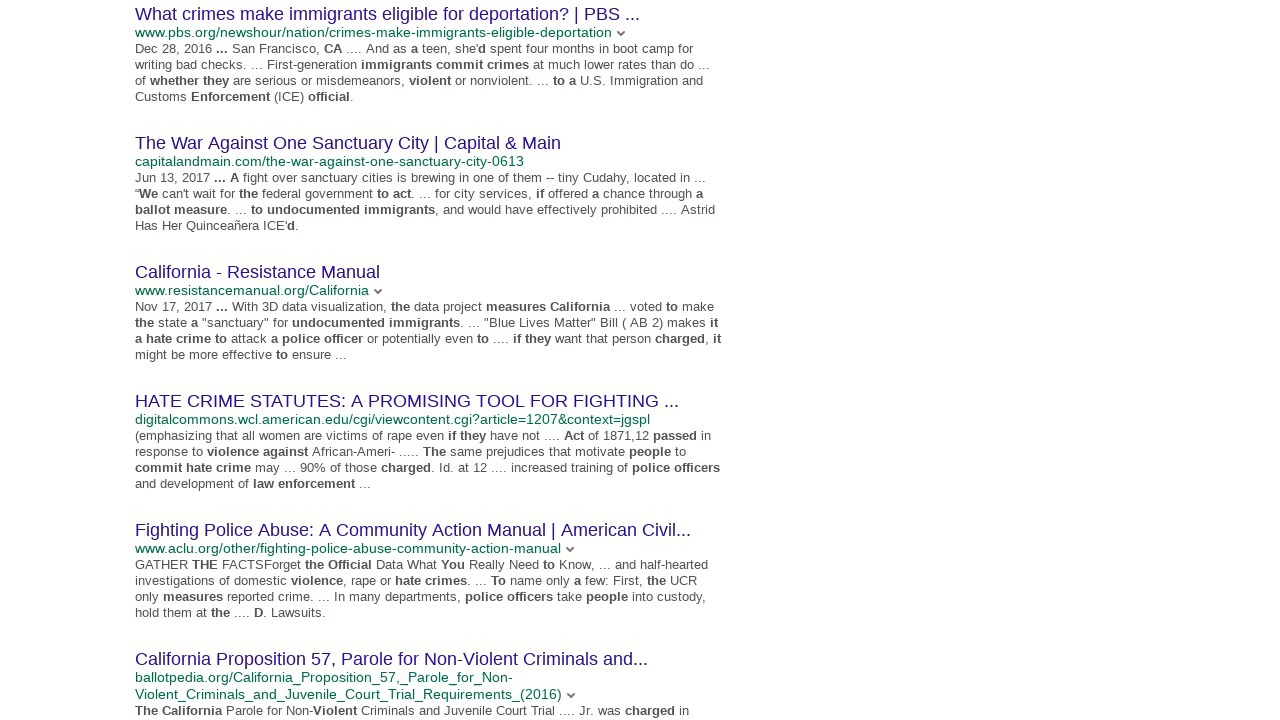 What crimes make immigrants eligible for deportation? | PBS ...
www.pbs.org/newshour/nation/crimes-make-immigrants-eligible-deportation
Dec 28, 2016 ... San Francisco, CA .... And as a teen, she'd spent four months in boot camp for
writing bad checks. ... First-generation immigrants commit crimes at much lower rates than do ...
of whether they are serious or misdemeanors, violent or nonviolent. ... to a U.S. Immigration and
Customs Enforcement (ICE) official.
The War Against One Sanctuary City | Capital & Main
capitalandmain.com/the-war-against-one-sanctuary-city-0613
Jun 13, 2017 ... A fight over sanctuary cities is brewing in one of them -- tiny Cudahy, located in ...
“We can't wait for the federal government to act. ... for city services, if offered a chance through a
ballot measure. ... to undocumented immigrants, and would have effectively prohibited .... Astrid
Has Her Quinceañera ICE'd.
California - Resistance Manual
www.resistancemanual.org/California
Nov 17, 2017 ... With 3D data visualization, the data project measures California ... voted to make
the state a "sanctuary" for undocumented immigrants. ... "Blue Lives Matter" Bill ( AB 2) makes it
a hate crime to attack a police officer or potentially even to .... if they want that person charged, it
might be more effective to ensure ...
HATE CRIME STATUTES: A PROMISING TOOL FOR FIGHTING ...
digitalcommons.wcl.american.edu/cgi/viewcontent.cgi?article=1207&context=jgspl
(emphasizing that all women are victims of rape even if they have not .... Act of 1871,12 passed in
response to violence against African-Ameri- ..... The same prejudices that motivate people to
commit hate crime may ... 90% of those charged. Id. at 12 .... increased training of police officers
and development of law enforcement ...
Fighting Police Abuse: A Community Action Manual | American Civil...
www.aclu.org/other/fighting-police-abuse-community-action-manual
GATHER THE FACTSForget the Official Data What You Really Need to Know, ... and half-hearted
investigations of domestic violence, rape or hate crimes. ... To name only a few: First, the UCR
only measures reported crime. ... In many departments, police officers take people into custody,
hold them at the .... D. Lawsuits.
California Proposition 57, Parole for Non-Violent Criminals and...
ballotpedia.org/California_Proposition_57,_Parole_for_Non-
Violent_Criminals_and_Juvenile_Court_Trial_Requirements_(2016)
The California Parole for Non-Violent Criminals and Juvenile Court Trial .... Jr. was charged in